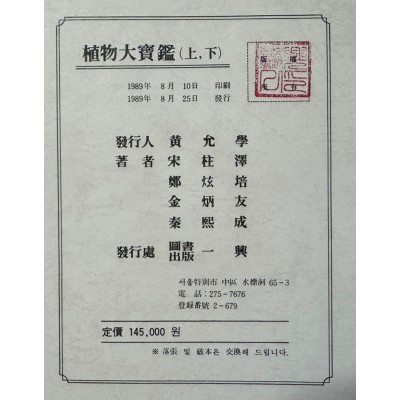 植物大寶鑑(上,下)
1989年 8月 10日 印刷
1989年 8月 25日 發行
發行人 黃允學
著者 宋柱澤
鄭炫培
金炳友
秦熙成
發行處 圖書出版 一興
서울特別市 中區 水標洞 65-3
電話 : 275-7676
登録番號 2-679
定價 145,000 원
※ 落張 및 破本은 交換해 드립니다.